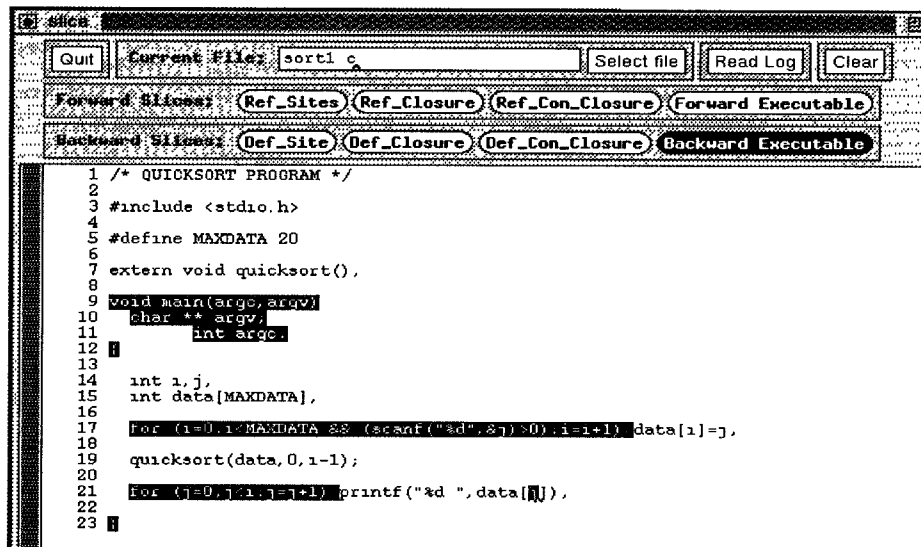 slice
Quit Current File: sort1 c Select file Read Log Clear
Forward Slices: Ref_Sites Ref_Closure Ref_Con_Closure Forward Executable
Backward Slices: Def_Site Def_Closure Def_Con_Closure Backward Executable
1 /* QUICKSORT PROGRAM */
2
3 #include <stdio.h>
4
5 #define MAXDATA 20
6
7 extern void quicksort(),
8
9 void main(argc,argv)
10 char ** argv;
11 int argc.
12 {
13
14 int i,j,
15 int data[MAXDATA],
16
17 for (i=0.i<MAXDATA && (scanf("%d",&j)>0).i=i+1) data[i]=j,
18
19 quicksort(data,0,i-1);
20
21 for (j=0.j<i.j=j+1) printf("%d ",data[j]),
22
23 }